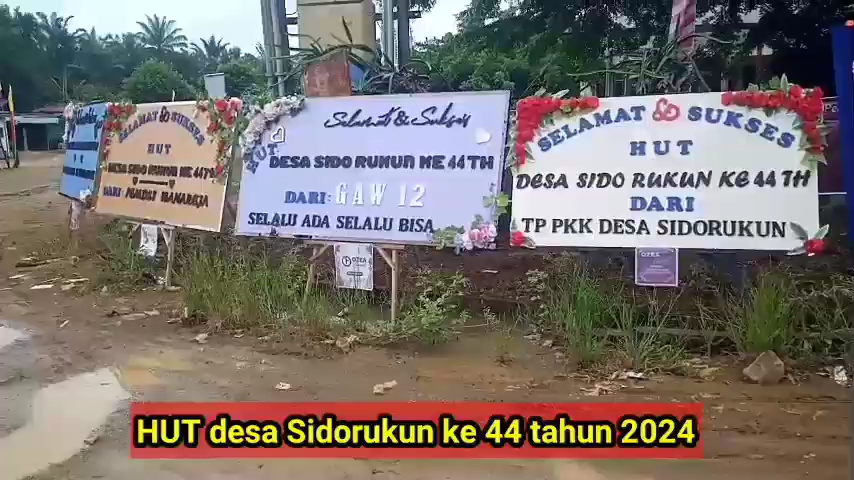 SELAMAT & SUKSES
HUT
DESA SIDO RUKUN KE 44 TH
DARI
Selamat & Sukses
HUT
DESA SIDO RUKUN KE 44 TH
DARI: GAW 12
SELALU ADA SELALU BISA
SELAMAT & SUKSES
HUT
DESA SIDO RUKUN KE 44 TH
DARI
TP PKK DESA SIDORUKUN
HUT desa Sidorukun ke 44 tahun 2024